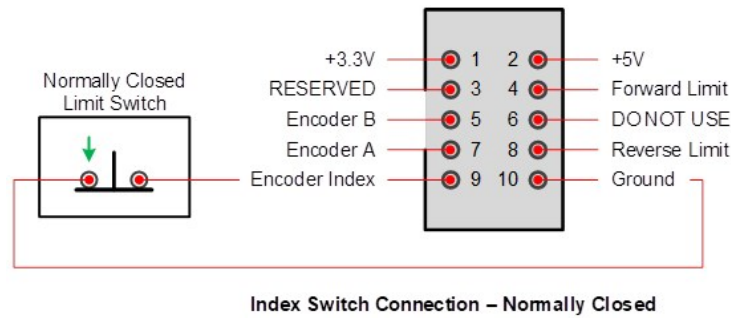 +3.3V 1 2 +5V
Normally Closed
Limit Switch
RESERVED 3 4 Forward Limit
Encoder B 5 6 DO NOT USE
Encoder A 7 8 Reverse Limit
Encoder Index 9 10 Ground
Index Switch Connection – Normally Closed